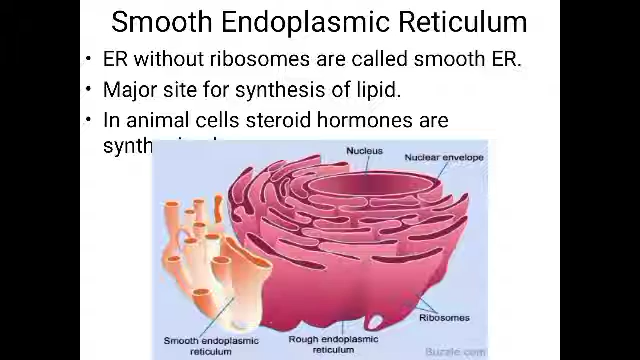 Smooth Endoplasmic Reticulum
• ER without ribosomes are called smooth ER.
• Major site for synthesis of lipid.
• In animal cells steroid hormones are
Nucleus
Nuclear envelope
Ribosomes
Smooth endoplasmic
reticulum
Rough endoplasmic
reticulum
Buzzle.com